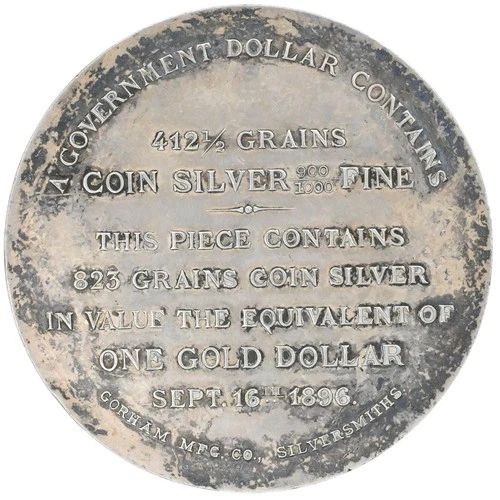 A GOVERNMENT DOLLAR CONTAINS
412½ GRAINS
COIN SILVER 900/1000 FINE
THIS PIECE CONTAINS
823 GRAINS COIN SILVER
IN VALUE THE EQUIVALENT OF
ONE GOLD DOLLAR
SEPT. 16TH 1896.
GORHAM MFG. CO., SILVERSMITHS.